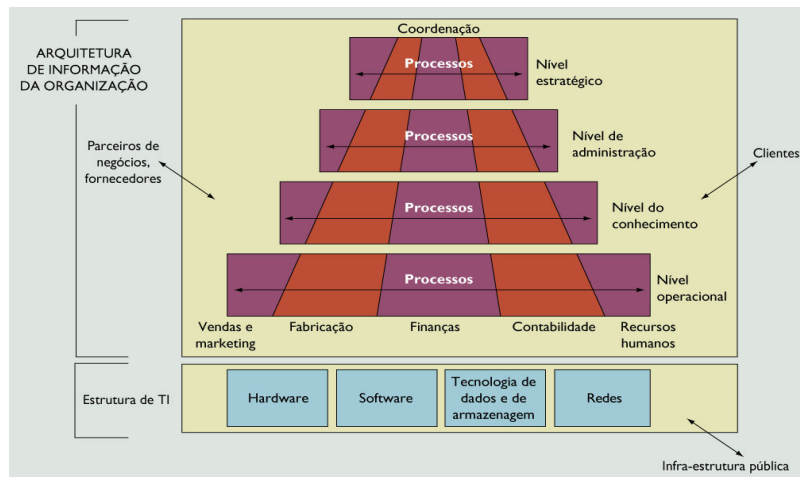 Coordenação
ARQUITETURA
DE INFORMAÇÃO
DA ORGANIZAÇÃO
Processos
Nível
estratégico
Parceiros de
negócios,
fornecedores
Processos
Nível de
administração
Clientes
Processos
Nível do
conhecimento
Processos
Nível
operacional
Vendas e
marketing
Fabricação
Finanças
Contabilidade
Recursos
humanos
Estrutura de TI
Hardware
Software
Tecnologia de
dados e de
armazenagem
Redes
Infra-estrutura pública